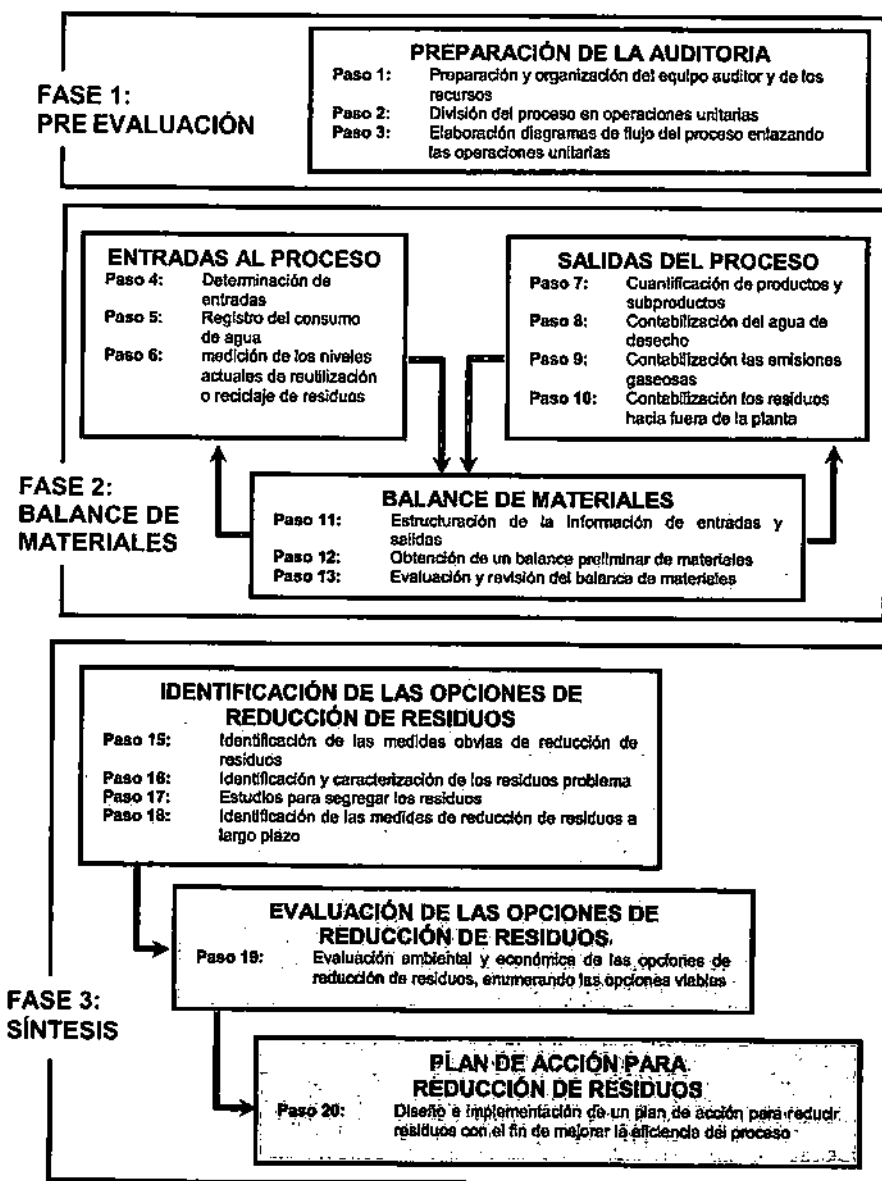 FASE 1:
PRE EVALUACIÓN
PREPARACIÓN DE LA AUDITORIA
Paso 1: Preparación y organización del equipo auditor y de los
recursos
Paso 2: División del proceso en operaciones unitarias
Paso 3: Elaboración diagramas de flujo del proceso enlazando
las operaciones unitarias
FASE 2:
BALANCE DE
MATERIALES
ENTRADAS AL PROCESO
Paso 4: Determinación de
entradas
Paso 5: Registro del consumo
de agua
Paso 6: medición de los niveles
actuales de reutilización
o reciclaje de residuos
SALIDAS DEL PROCESO
Paso 7: Cuantificación de productos y
subproductos
Paso 8: Contabilización del agua de
desecho
Paso 9: Contabilización las emisiones
gaseosas
Paso 10: Contabilización los residuos
hacia fuera de la planta
BALANCE DE MATERIALES
Paso 11: Estructuración de la información de entradas y
salidas
Paso 12: Obtención de un balance preliminar de materiales
Paso 13: Evaluación y revisión del balance de materiales
FASE 3:
SÍNTESIS
IDENTIFICACIÓN DE LAS OPCIONES DE
REDUCCIÓN DE RESIDUOS
Paso 15: Identificación de las medides obvias de reducción de
residuos
Paso 16: Identificación y caracterización de los residuos problema
Paso 17: Estudios para segregar los residuos
Paso 18: Identificación de las medidas de reducción de residuos a
largo plazo
EVALUACIÓN DE LAS OPCIONES DE
REDUCCIÓN DE RESIDUOS
Paso 19: Evaluación ambiental y económica de las opciones de
reducción de residuos, enumerando las opciones viables
PLAN DE ACCIÓN PARA
REDUCCIÓN DE RESIDUOS
Paso 20: Diseño e implementación de un plan de acción para reducir
residuos con el fin de mejorar la eficiencia del proceso